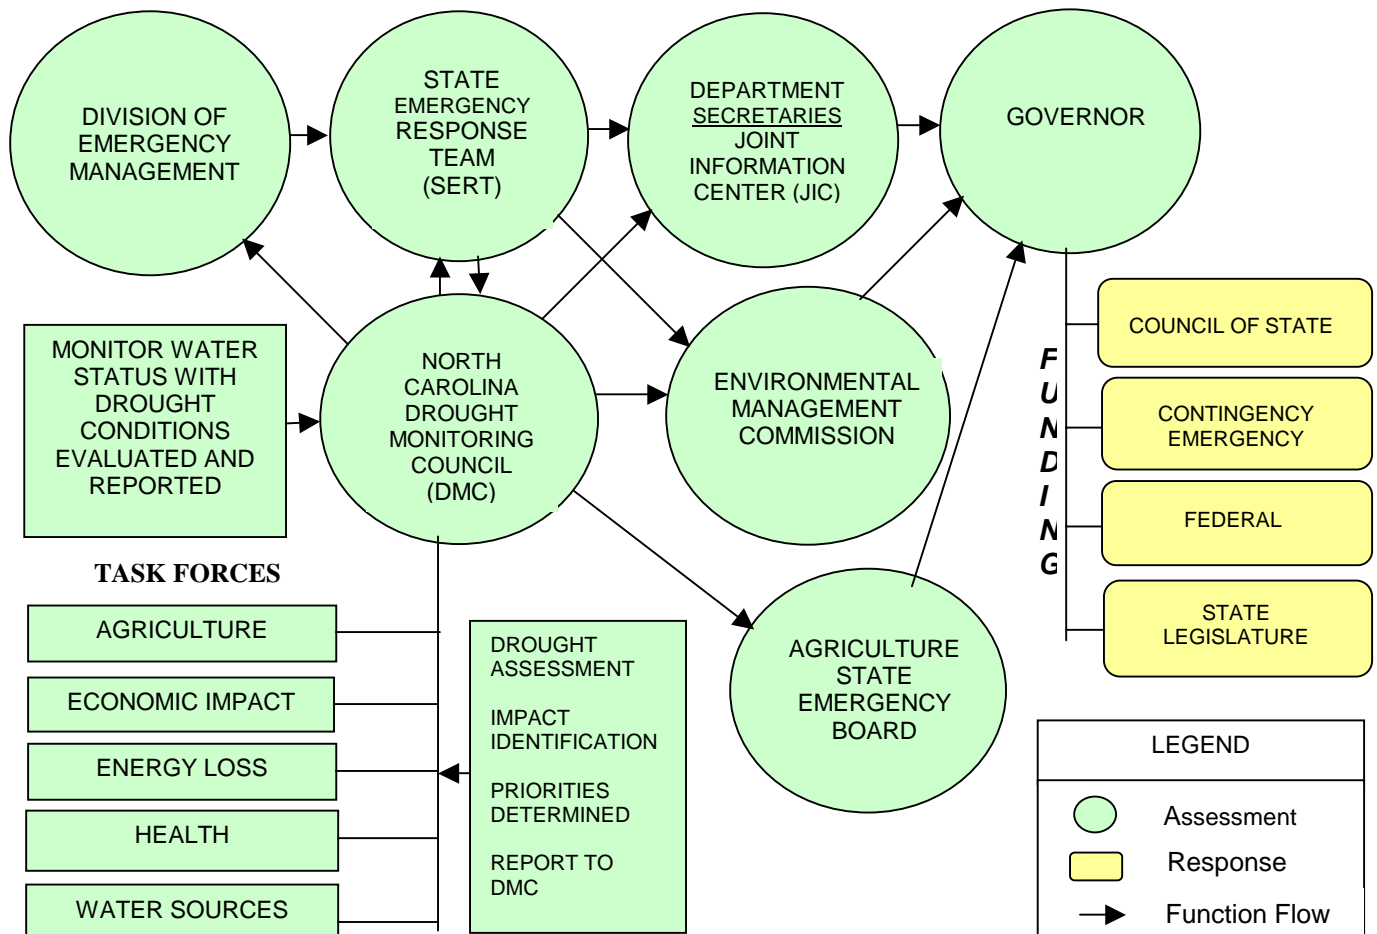 DIVISION OF
EMERGENCY
MANAGEMENT
STATE
EMERGENCY
RESPONSE
TEAM
(SERT)
DEPARTMENT
SECRETARIES
JOINT
INFORMATION
CENTER (JIC)
GOVERNOR
MONITOR WATER
STATUS WITH
DROUGHT
CONDITIONS
EVALUATED AND
REPORTED
NORTH
CAROLINA
DROUGHT
MONITORING
COUNCIL
(DMC)
ENVIRONMENTAL
MANAGEMENT
COMMISSION
FUNDING
COUNCIL OF STATE
CONTINGENCY
EMERGENCY
FEDERAL
STATE
LEGISLATURE
TASK FORCES
AGRICULTURE
ECONOMIC IMPACT
ENERGY LOSS
HEALTH
WATER SOURCES
DROUGHT
ASSESSMENT
IMPACT
IDENTIFICATION
PRIORITIES
DETERMINED
REPORT TO
DMC
AGRICULTURE
STATE
EMERGENCY
BOARD
LEGEND
Assessment
Response
Function Flow